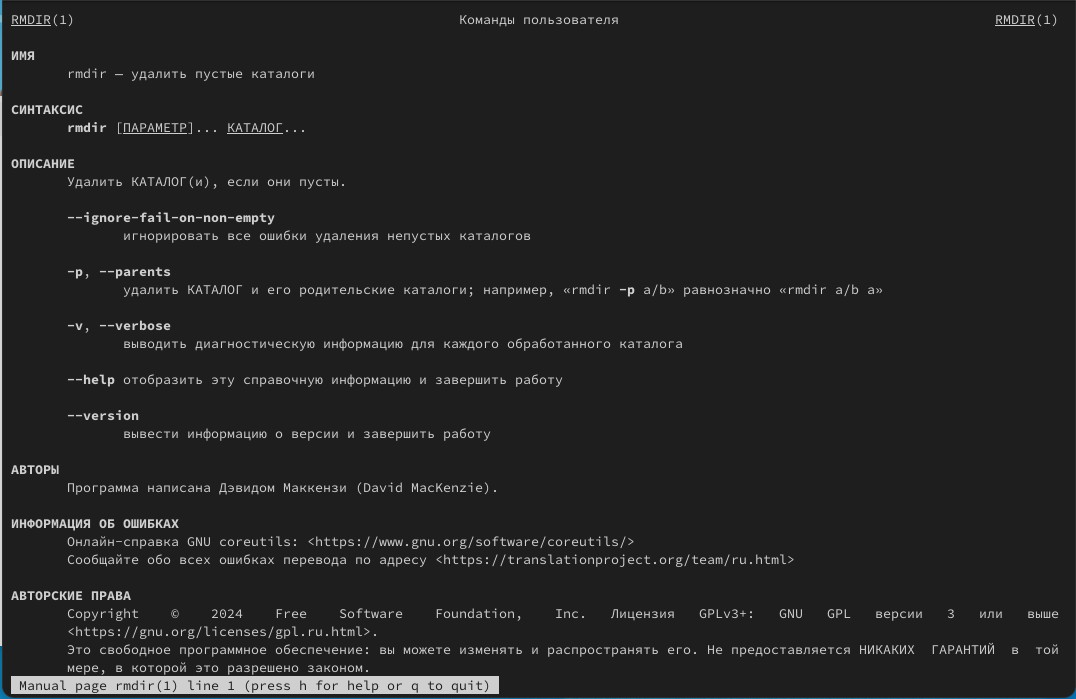 RMDIR(1) Команды пользователя RMDIR(1)
ИМЯ
rmdir — удалить пустые каталоги
СИНТАКСИС
rmdir [ПАРАМЕТР]... КАТАЛОГ...
ОПИСАНИЕ
Удалить КАТАЛОГ(и), если они пусты.
--ignore-fail-on-non-empty
игнорировать все ошибки удаления непустых каталогов
-p, --parents
удалить КАТАЛОГ и его родительские каталоги; например, «rmdir -p a/b» равнозначно «rmdir a/b a»
-v, --verbose
выводить диагностическую информацию для каждого обработанного каталога
--help отобразить эту справочную информацию и завершить работу
--version
вывести информацию о версии и завершить работу
АВТОРЫ
Программа написана Дэвидом Маккензи (David MacKenzie).
ИНФОРМАЦИЯ ОБ ОШИБКАХ
Онлайн-справка GNU coreutils: <https://www.gnu.org/software/coreutils/>
Сообщайте обо всех ошибках перевода по адресу <https://translationproject.org/team/ru.html>
АВТОРСКИЕ ПРАВА
Copyright © 2024 Free Software Foundation, Inc. Лицензия GPLv3+: GNU GPL версии 3 или выше
<https://gnu.org/licenses/gpl.ru.html>.
Это свободное программное обеспечение: вы можете изменять и распространять его. Не предоставляется НИКАКИХ ГАРАНТИЙ в той
мере, в которой это разрешено законом.
Manual page rmdir(1) line 1 (press h for help or q to quit)